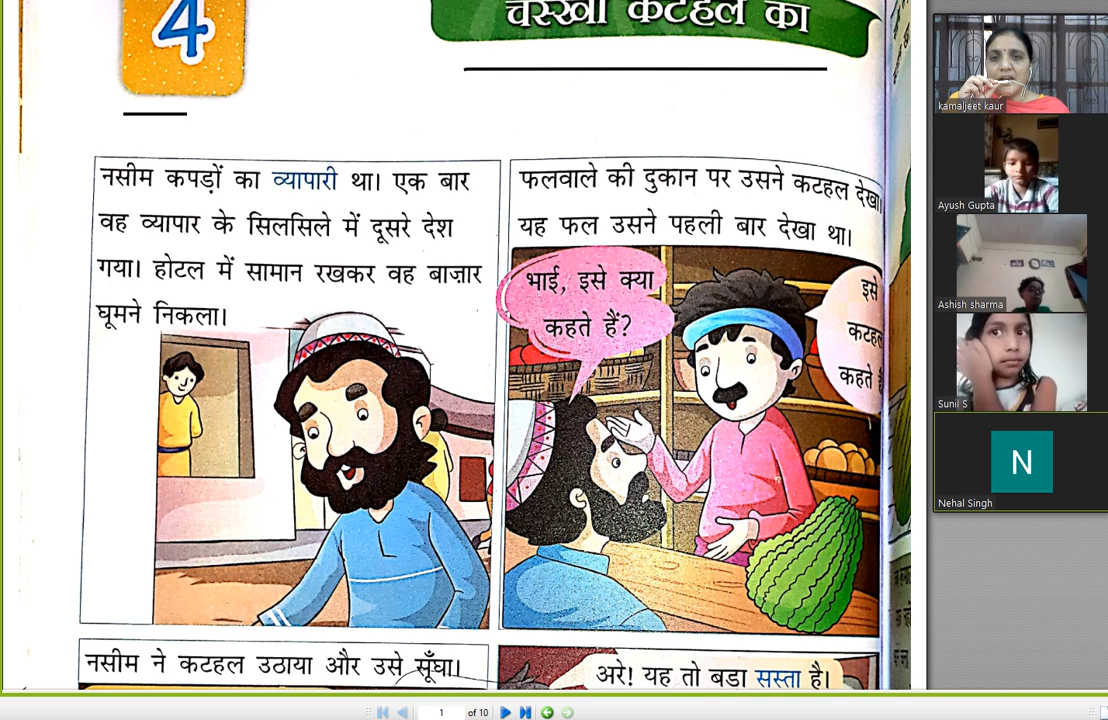 4
चस्खा कटहल का
नसीम कपड़ों का व्यापारी था। एक बार
वह व्यापार के सिलसिले में दूसरे देश
गया। होटल में सामान रखकर वह बाज़ार
घूमने निकला।
फलवाले की दुकान पर उसने कटहल देखा।
यह फल उसने पहली बार देखा था।
भाई, इसे क्या
कहते हैं?
इसे
कटहल
कहते
नसीम ने कटहल उठाया और उसे सूँघा।
अरे! यह तो बड़ा सस्ता है।
kamaljeet kaur
Ayush Gupta
Ashish sharma
Sunil S
N
Nehal Singh
1
of 10